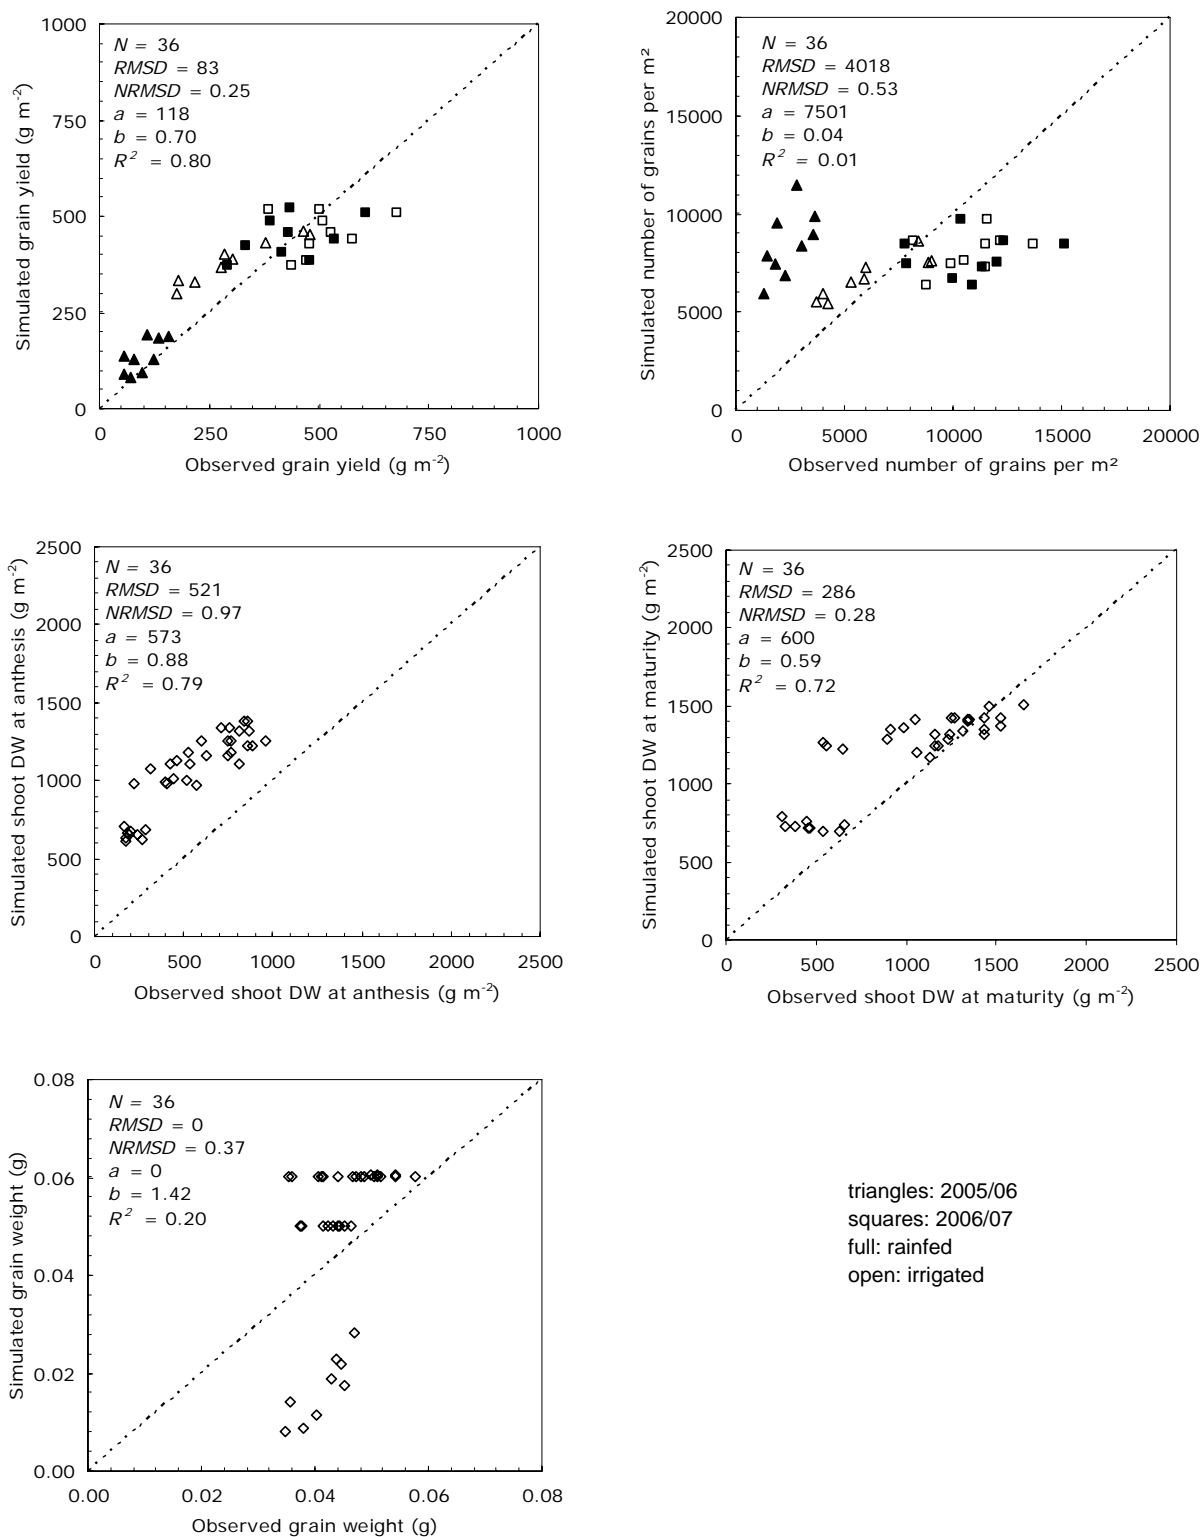 1000
750
500
250
0
Simulated grain yield (g m⁻²)
N = 36
RMSD = 83
NRMSD = 0.25
a = 118
b = 0.70
R² = 0.80
0 250 500 750 1000
Observed grain yield (g m⁻²)
20000
15000
10000
5000
0
Simulated number of grains per m²
N = 36
RMSD = 4018
NRMSD = 0.53
a = 7501
b = 0.04
R² = 0.01
0 5000 10000 15000 20000
Observed number of grains per m²
2500
2000
1500
1000
500
0
Simulated shoot DW at anthesis (g m⁻²)
N = 36
RMSD = 521
NRMSD = 0.97
a = 573
b = 0.88
R² = 0.79
0 500 1000 1500 2000 2500
Observed shoot DW at anthesis (g m⁻²)
2500
2000
1500
1000
500
0
Simulated shoot DW at maturity (g m⁻²)
N = 36
RMSD = 286
NRMSD = 0.28
a = 600
b = 0.59
R² = 0.72
0 500 1000 1500 2000 2500
Observed shoot DW at maturity (g m⁻²)
0.08
0.06
0.04
0.02
0.00
Simulated grain weight (g)
N = 36
RMSD = 0
NRMSD = 0.37
a = 0
b = 1.42
R² = 0.20
0.00 0.02 0.04 0.06 0.08
Observed grain weight (g)
triangles: 2005/06
squares: 2006/07
full: rainfed
open: irrigated